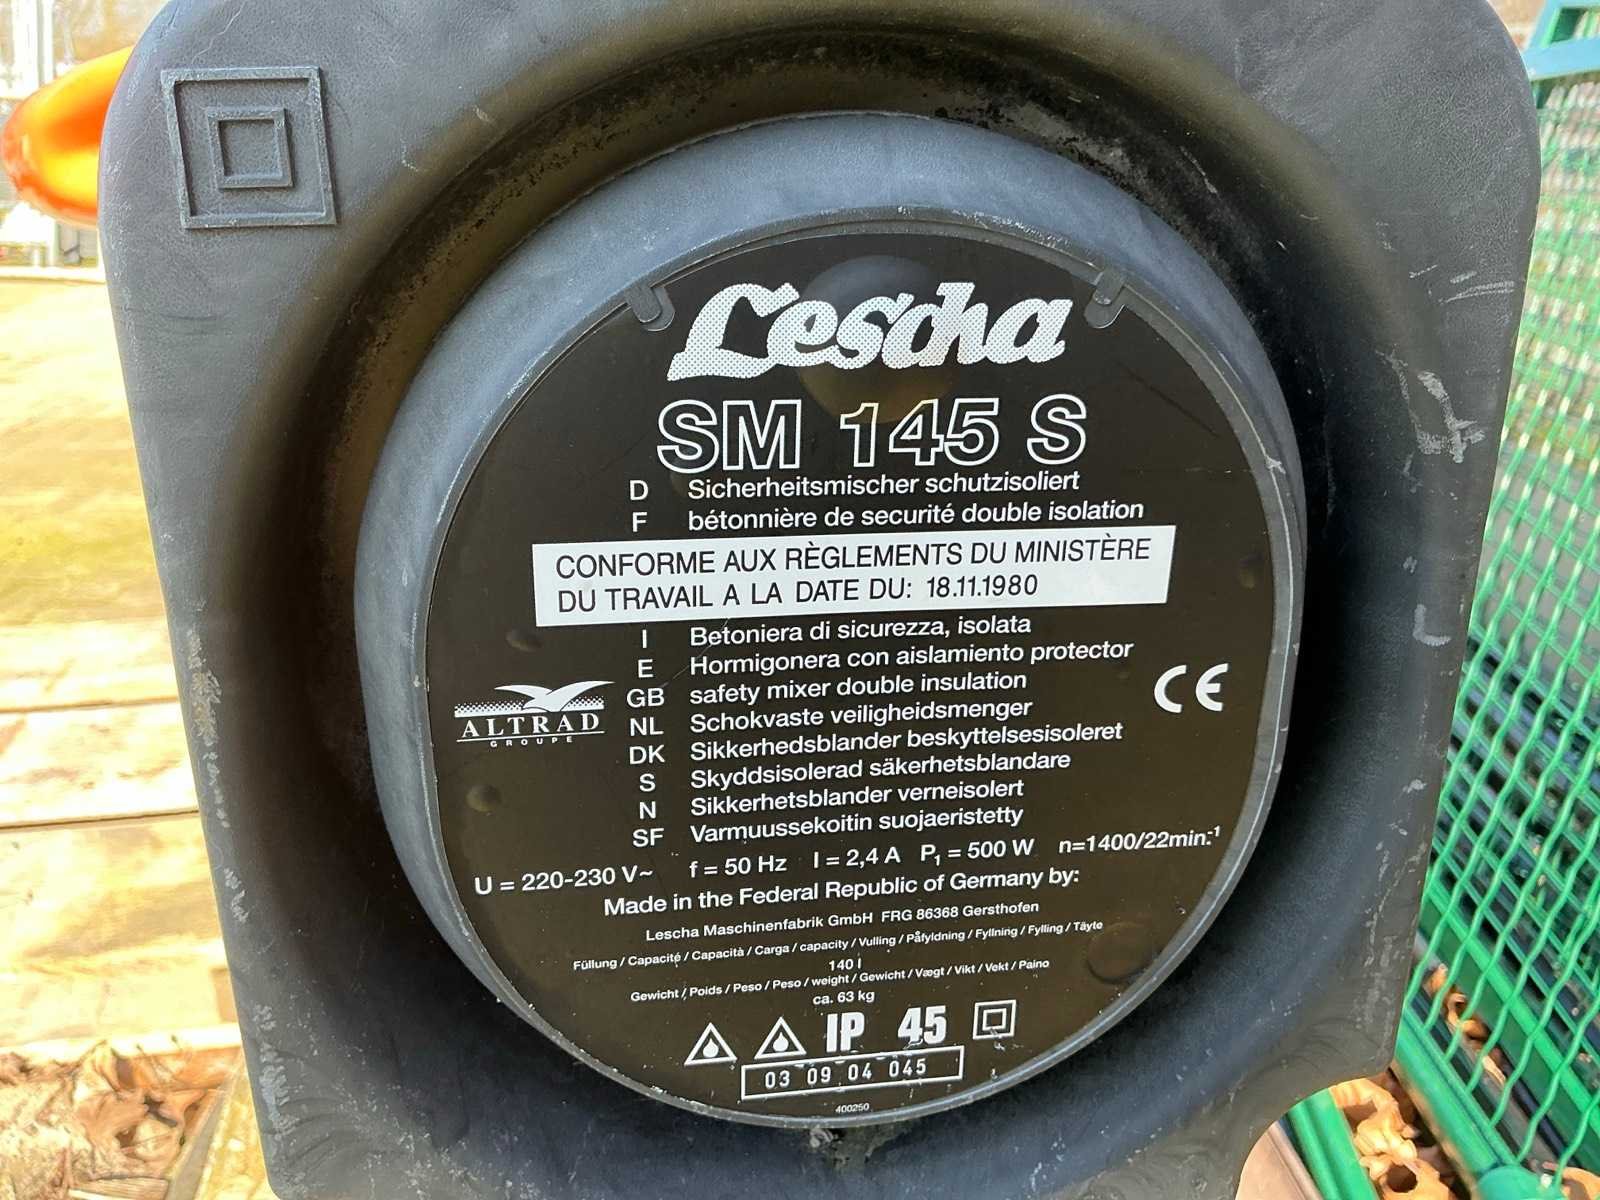 Lescha
SM 145 S
D Sicherheitsmischer schutzisoliert
F bétonnière de securité double isolation
CONFORME AUX RÈGLEMENTS DU MINISTÈRE
DU TRAVAIL A LA DATE DU: 18.11.1980
I Betoniera di sicurezza, isolata
E Hormigonera con aislamiento protector
GB safety mixer double insulation
NL Schokvaste veiligheidsmenger
DK Sikkerhedsblander beskyttelsesisoleret
S Skyddsisolerad säkerhetsblandare
N Sikkerhetsblander verneisolert
SF Varmuussekoitin suojaeristetty
ALTRAD
GROUPE
CE
U = 220-230 V~ f = 50 Hz I = 2,4 A P₁ = 500 W n=1400/22min.⁻¹
Made in the Federal Republic of Germany by:
Lescha Maschinenfabrik GmbH FRG 86368 Gersthofen
Füllung / Capacité / Capacità / Carga / capacity / Vulling / Påfyldning / Fyllning / Fylling / Täyte
140 l
Gewicht / Poids / Peso / Peso / weight / Gewicht / Vægt / Vikt / Vekt / Paino
ca. 63 kg
IP 45
03 09 04 045
400250